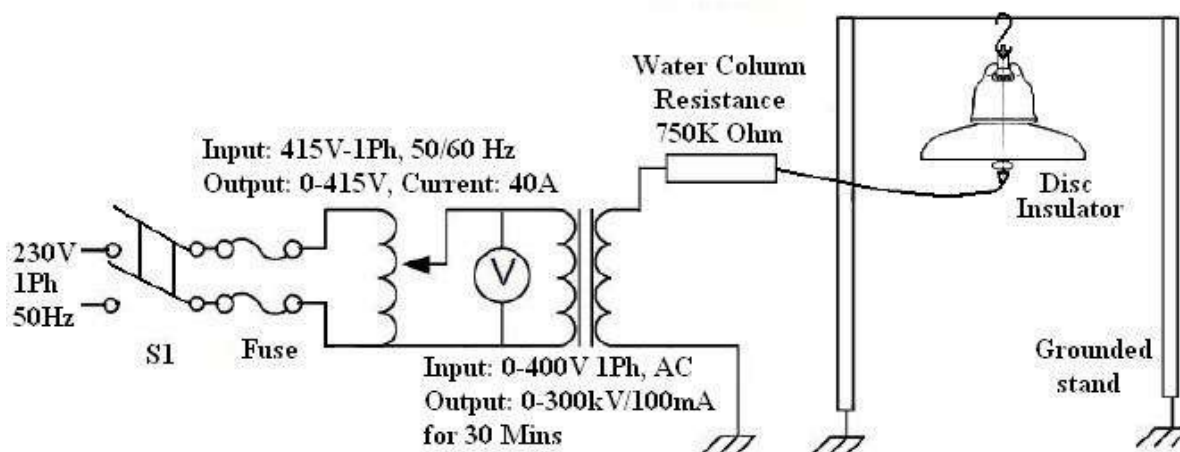 Water Column
Resistance
750K Ohm
Input: 415V-1Ph, 50/60 Hz
Output: 0-415V, Current: 40A
Disc
Insulator
230V
1Ph
50Hz
V
S1
Fuse
Input: 0-400V 1Ph, AC
Output: 0-300kV/100mA
for 30 Mins
Grounded
stand